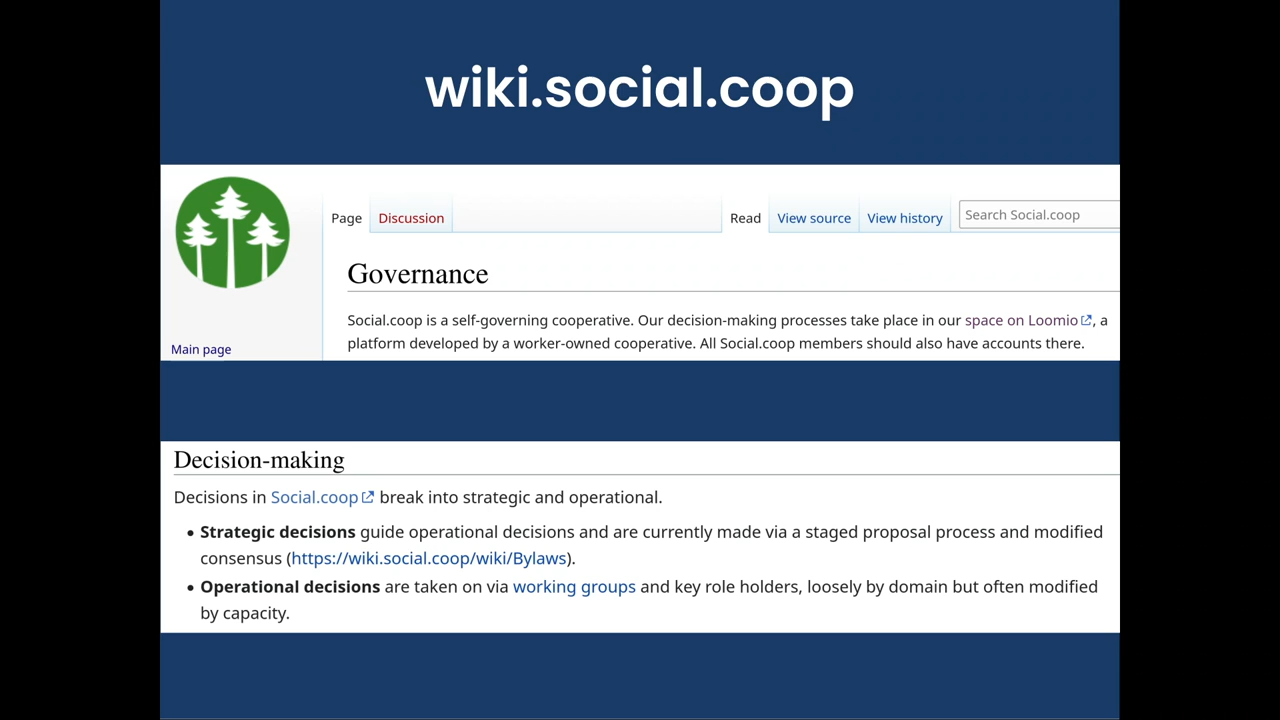 wiki.social.coop
Page
Discussion
Read
View source
View history
Search Social.coop
Governance
Social.coop is a self-governing cooperative. Our decision-making processes take place in our space on Loomio, a
platform developed by a worker-owned cooperative. All Social.coop members should also have accounts there.
Main page
Decision-making
Decisions in Social.coop break into strategic and operational.
• Strategic decisions guide operational decisions and are currently made via a staged proposal process and modified
consensus (https://wiki.social.coop/wiki/Bylaws).
• Operational decisions are taken on via working groups and key role holders, loosely by domain but often modified
by capacity.